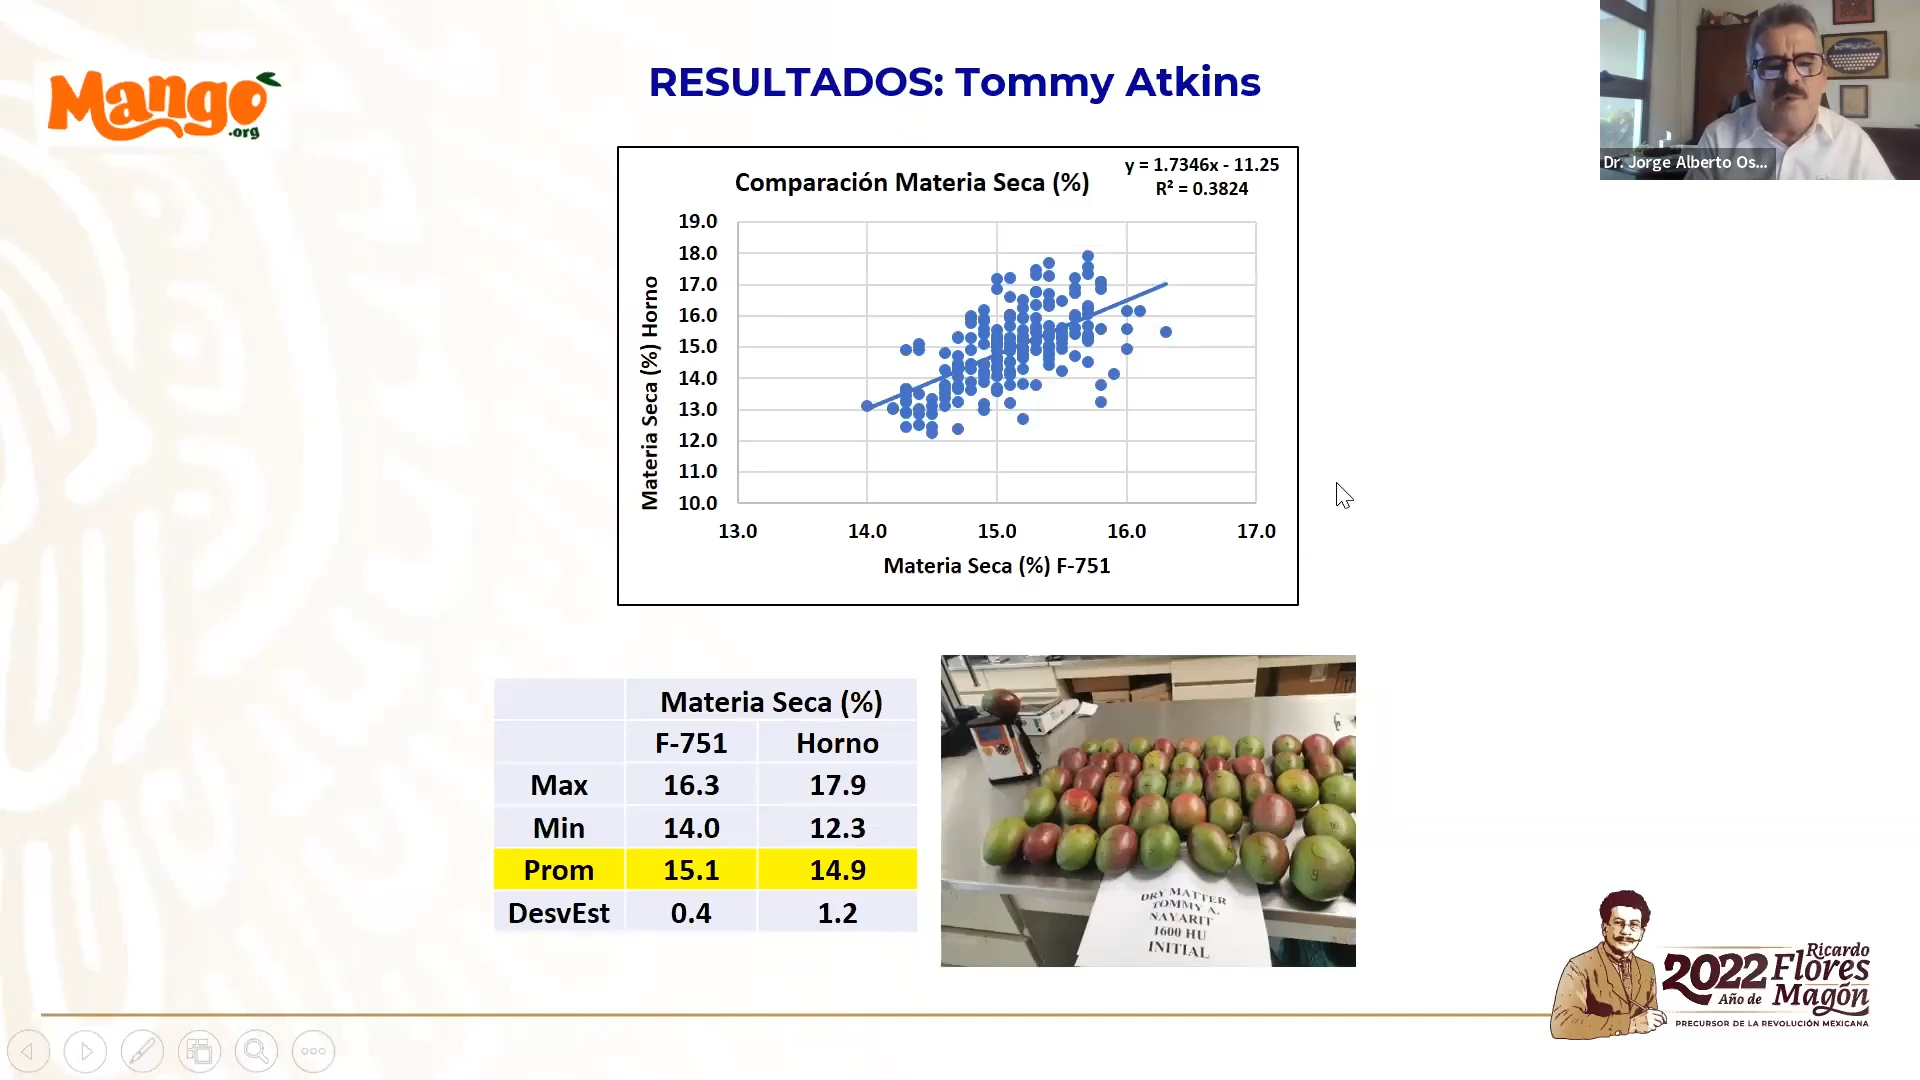 Mango
.org
RESULTADOS: Tommy Atkins
Dr. Jorge Alberto Os...
Comparación Materia Seca (%)
y = 1.7346x - 11.25
R² = 0.3824
Materia Seca (%) Horno
19.0
18.0
17.0
16.0
15.0
14.0
13.0
12.0
11.0
10.0
13.0 14.0 15.0 16.0 17.0
Materia Seca (%) F-751
Materia Seca (%)
F-751 Horno
Max 16.3 17.9
Min 14.0 12.3
Prom 15.1 14.9
DesvEst 0.4 1.2
DRY MATTER
TOMMY A.
NAYARIT
1600 HU
INITIAL
2022 Ricardo
Flores
Año de Magón
PRECURSOR DE LA REVOLUCIÓN MEXICANA